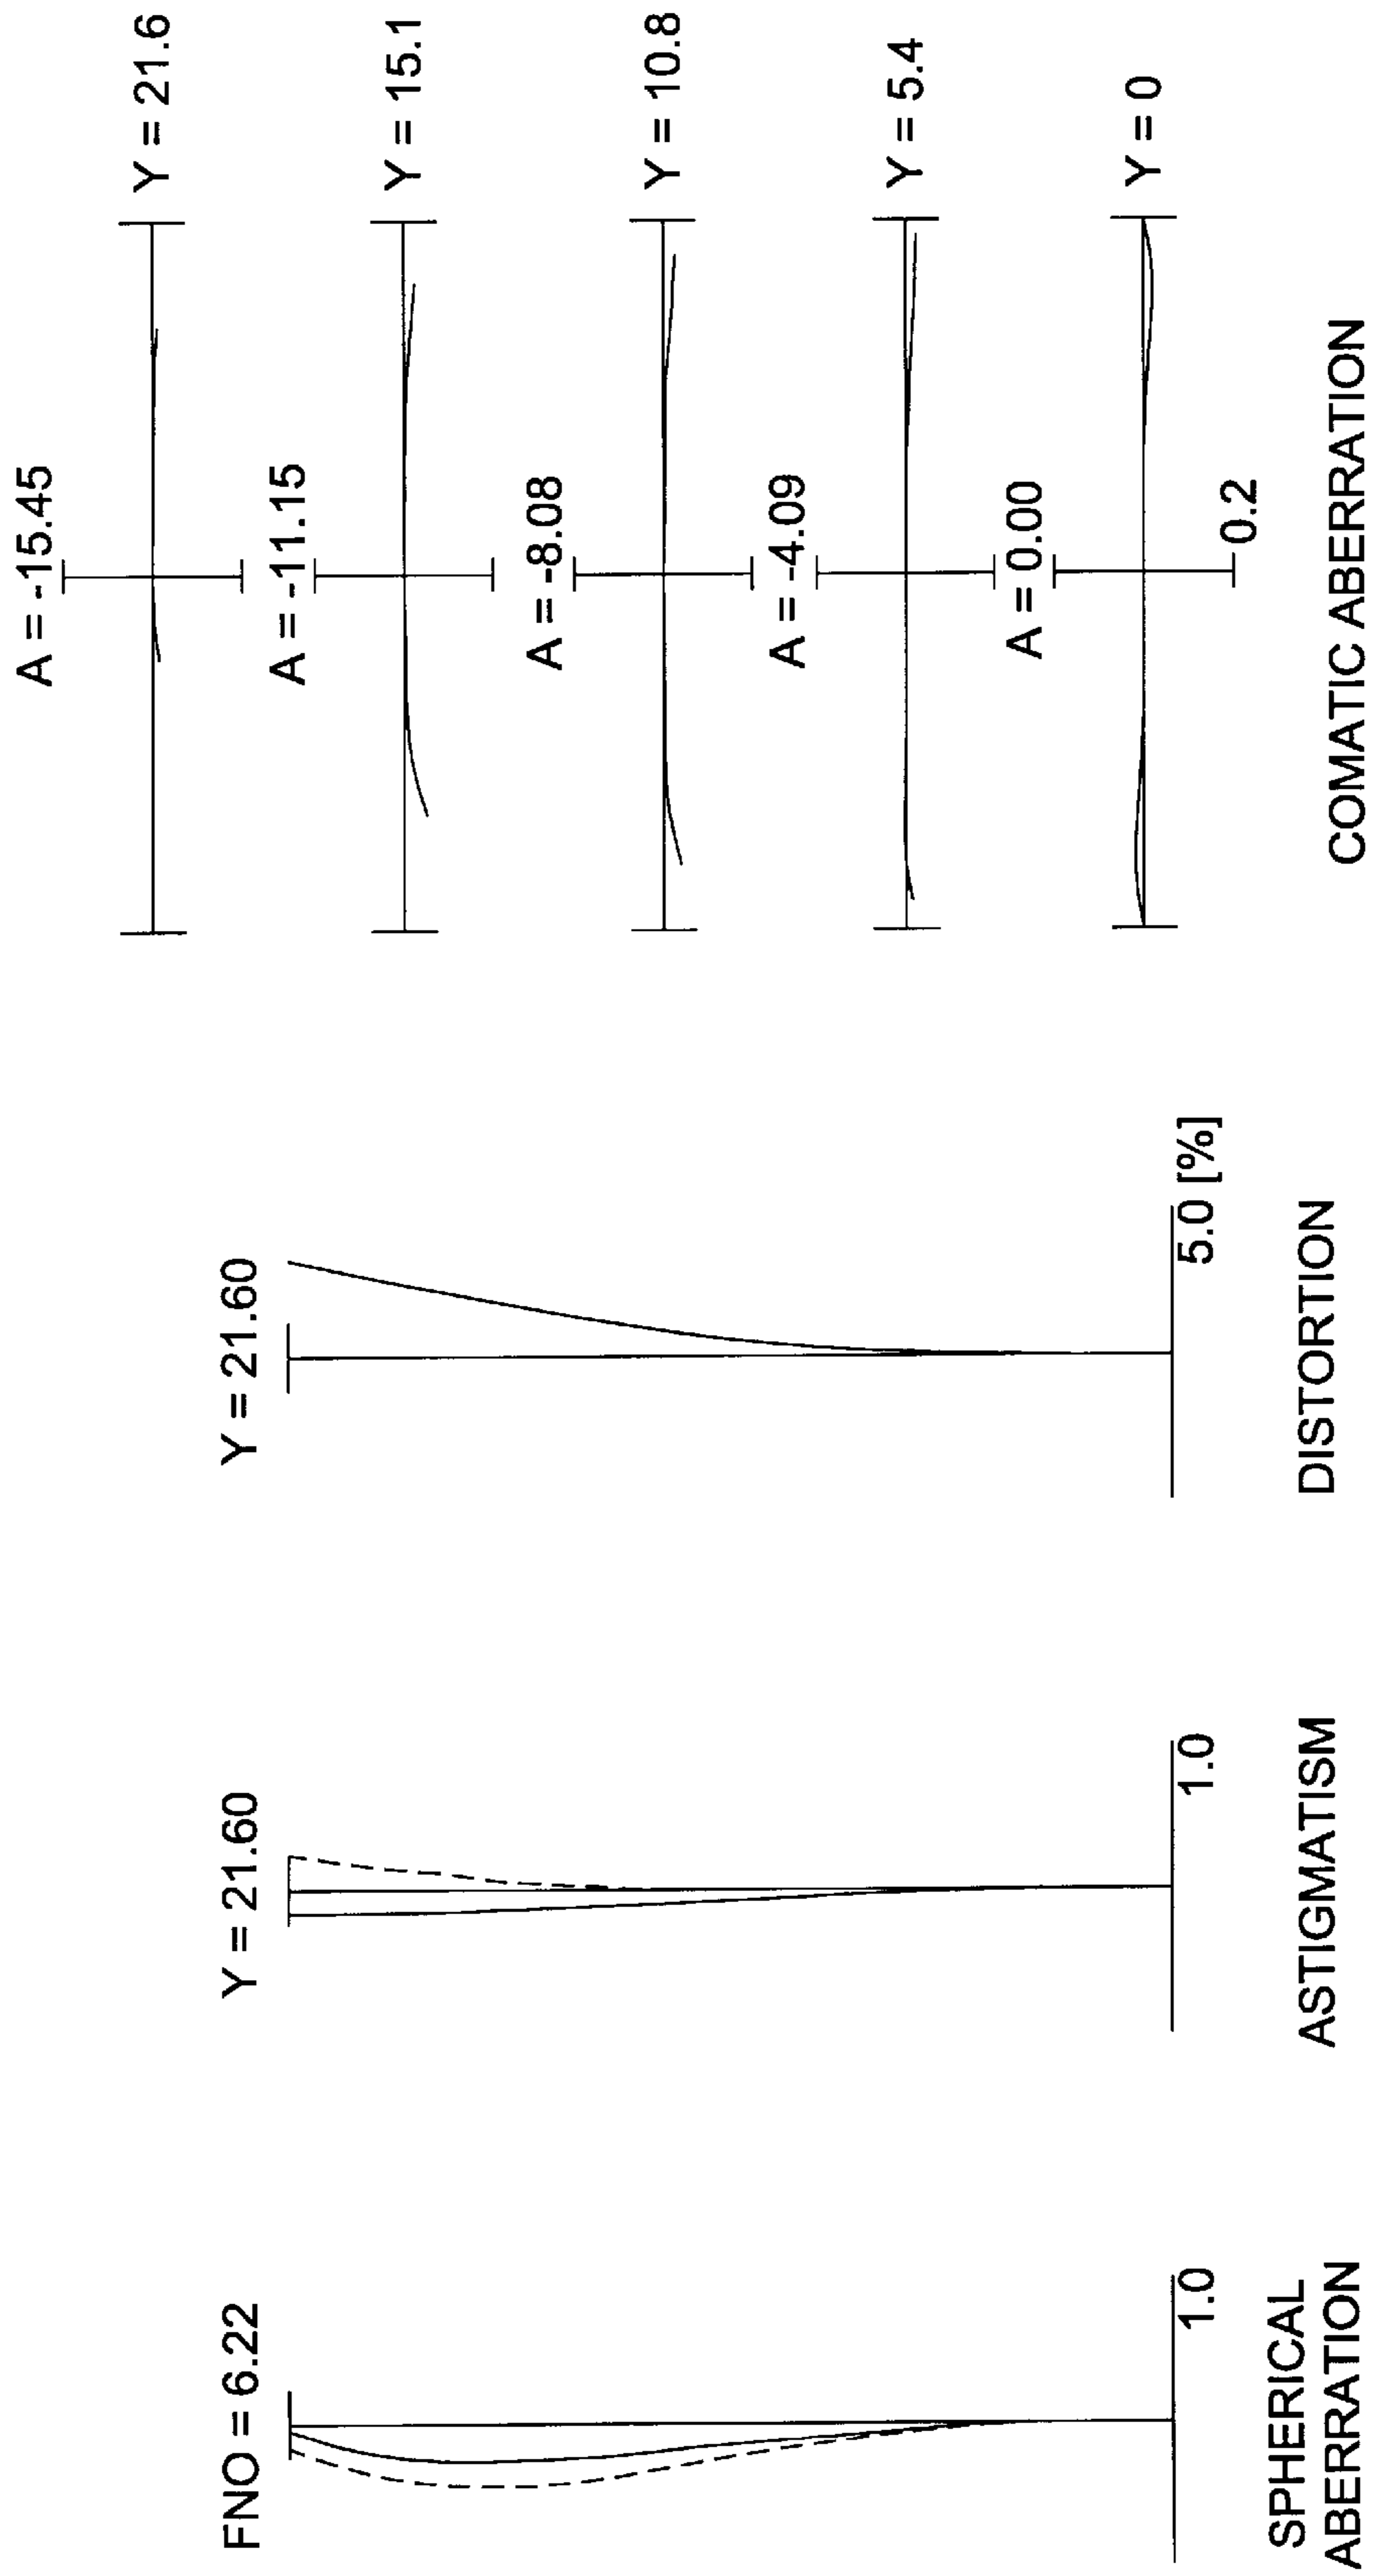 FNO = 6.22
1.0
SPHERICAL
ABERRATION
Y = 21.60
1.0
ASTIGMATISM
Y = 21.60
5.0 [%]
DISTORTION
A = -15.45
Y = 21.6
A = -11.15
Y = 15.1
A = -8.08
Y = 10.8
A = -4.09
Y = 5.4
A = 0.00
Y = 0
0.2
COMATIC ABERRATION